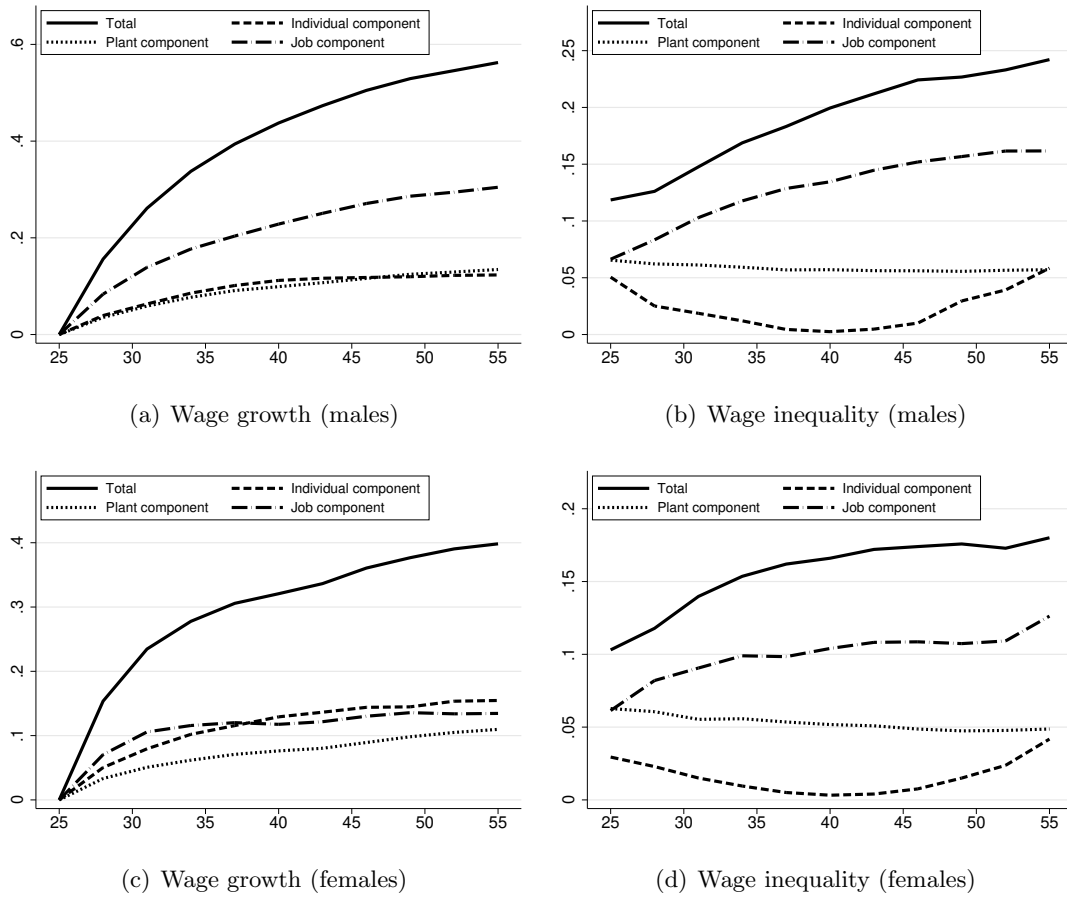 Total Individual component
Plant component Job component
.6
.4
.2
0
25 30 35 40 45 50 55
(a) Wage growth (males)
Total Individual component
Plant component Job component
.25
.2
.15
.1
.05
0
25 30 35 40 45 50 55
(b) Wage inequality (males)
Total Individual component
Plant component Job component
.4
.3
.2
.1
0
25 30 35 40 45 50 55
(c) Wage growth (females)
Total Individual component
Plant component Job component
.2
.15
.1
.05
0
25 30 35 40 45 50 55
(d) Wage inequality (females)